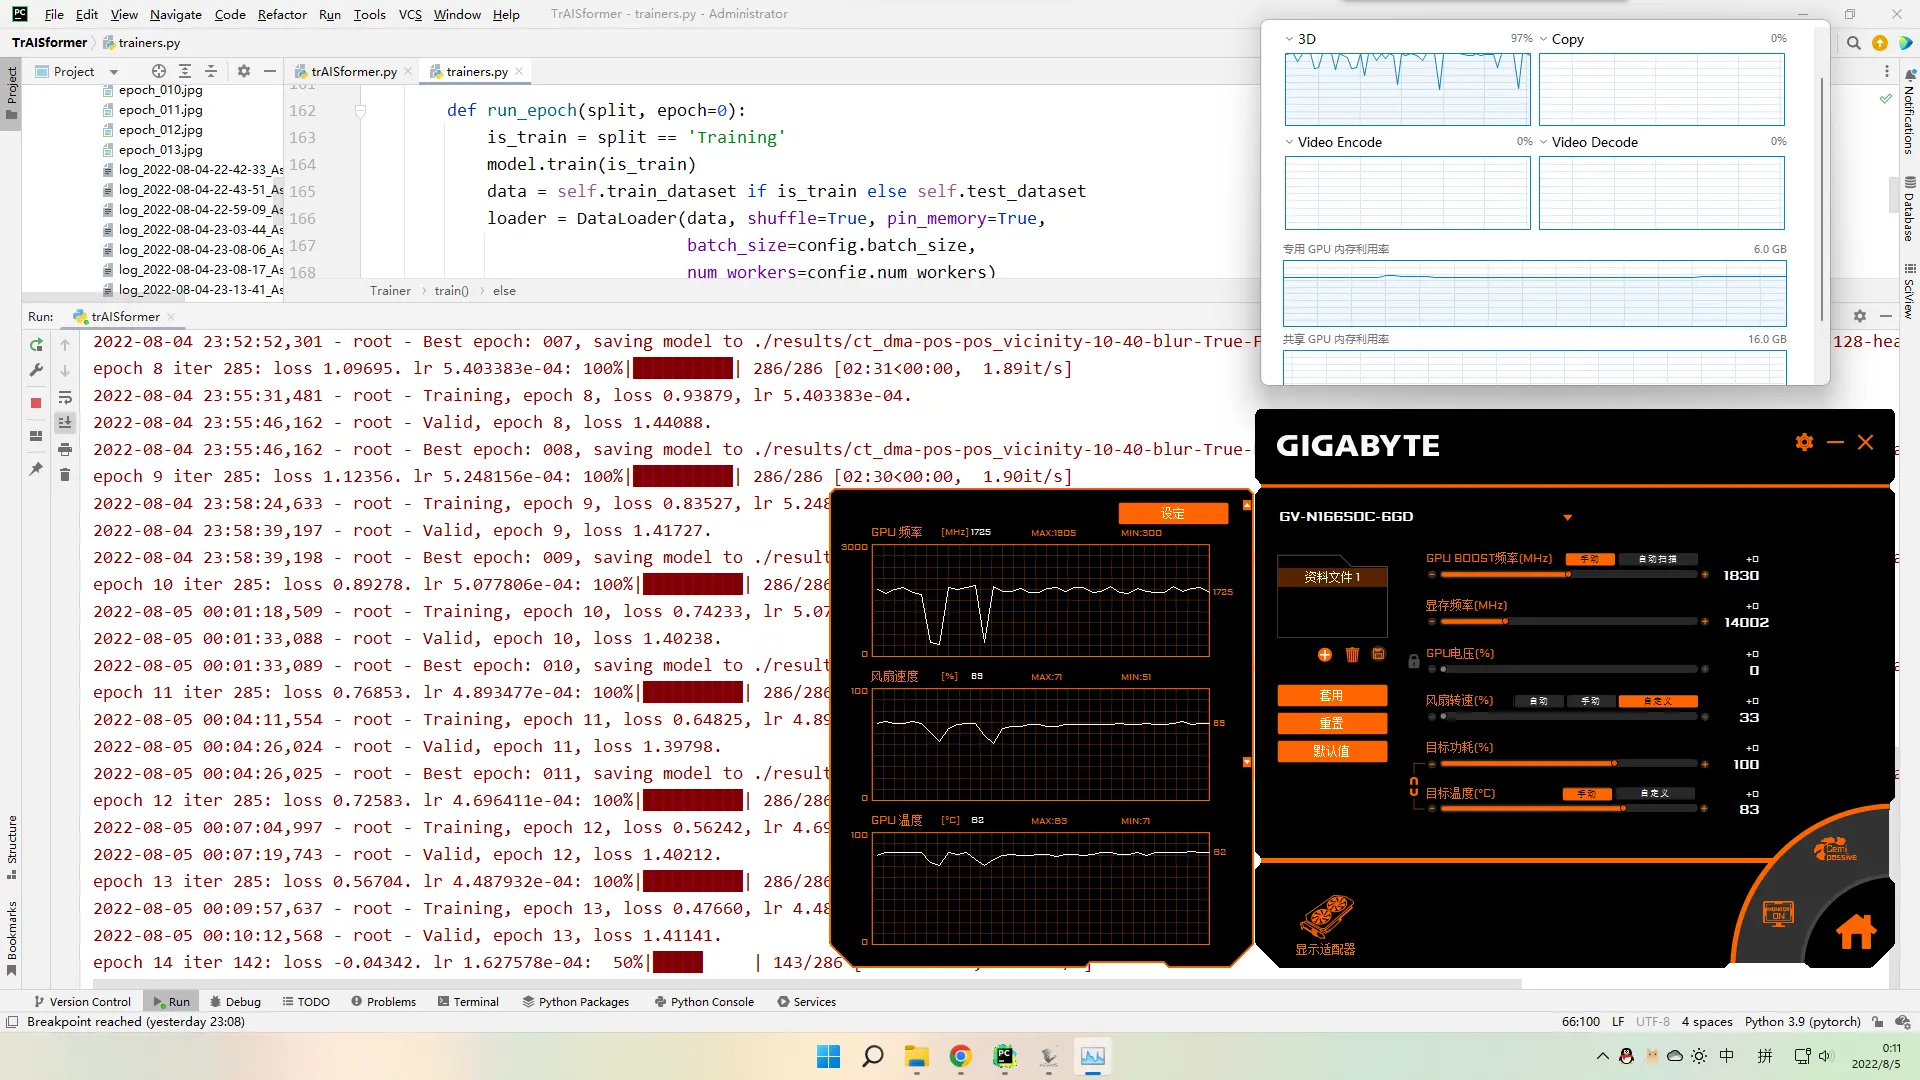 File Edit View Navigate Code Refactor Run Tools VCS Window Help TrAISformer - trainers.py - Administrator
TrAISformer trainers.py
Project trAISformer.py trainers.py
Project
epoch_010.jpg
epoch_011.jpg
epoch_012.jpg
epoch_013.jpg
log_2022-08-04-22-42-33_As
log_2022-08-04-22-43-51_As
log_2022-08-04-22-59-09_As
log_2022-08-04-23-03-44_As
log_2022-08-04-23-08-06_As
log_2022-08-04-23-08-17_As
log_2022-08-04-23-13-41_As
161
162 def run_epoch(split, epoch=0):
163 is_train = split == 'Training'
164 model.train(is_train)
165 data = self.train_dataset if is_train else self.test_dataset
166 loader = DataLoader(data, shuffle=True, pin_memory=True,
167 batch_size=config.batch_size,
168 num_workers=config.num_workers)
Trainer train() else
3D 97% Copy 0%
Video Encode 0% Video Decode 0%
专用 GPU 内存利用率 6.0 GB
共享 GPU 内存利用率 16.0 GB
Notifications
Database
SciView
Run: trAISformer
2022-08-04 23:52:52,301 - root - Best epoch: 007, saving model to ./results/ct_dma-pos-pos_vicinity-10-40-blur-True-F
-128-hea
epoch 8 iter 285: loss 1.09695. lr 5.403383e-04: 100%|██████████| 286/286 [02:31<00:00, 1.89it/s]
2022-08-04 23:55:31,481 - root - Training, epoch 8, loss 0.93879, lr 5.403383e-04.
2022-08-04 23:55:46,162 - root - Valid, epoch 8, loss 1.44088.
2022-08-04 23:55:46,162 - root - Best epoch: 008, saving model to ./results/ct_dma-pos-pos_vicinity-10-40-blur-True-
epoch 9 iter 285: loss 1.12356. lr 5.248156e-04: 100%|██████████| 286/286 [02:30<00:00, 1.90it/s]
2022-08-04 23:58:24,633 - root - Training, epoch 9, loss 0.83527, lr 5.248
2022-08-04 23:58:39,197 - root - Valid, epoch 9, loss 1.41727.
2022-08-04 23:58:39,198 - root - Best epoch: 009, saving model to ./result
epoch 10 iter 285: loss 0.89278. lr 5.077806e-04: 100%|██████████| 286/286
2022-08-05 00:01:18,509 - root - Training, epoch 10, loss 0.74233, lr 5.07
2022-08-05 00:01:33,088 - root - Valid, epoch 10, loss 1.40238.
2022-08-05 00:01:33,089 - root - Best epoch: 010, saving model to ./result
epoch 11 iter 285: loss 0.76853. lr 4.893477e-04: 100%|██████████| 286/286
2022-08-05 00:04:11,554 - root - Training, epoch 11, loss 0.64825, lr 4.89
2022-08-05 00:04:26,024 - root - Valid, epoch 11, loss 1.39798.
2022-08-05 00:04:26,025 - root - Best epoch: 011, saving model to ./result
epoch 12 iter 285: loss 0.72583. lr 4.696411e-04: 100%|██████████| 286/286
2022-08-05 00:07:04,997 - root - Training, epoch 12, loss 0.56242, lr 4.69
2022-08-05 00:07:19,743 - root - Valid, epoch 12, loss 1.40212.
epoch 13 iter 285: loss 0.56704. lr 4.487932e-04: 100%|██████████| 286/286
2022-08-05 00:09:57,637 - root - Training, epoch 13, loss 0.47660, lr 4.48
2022-08-05 00:10:12,568 - root - Valid, epoch 13, loss 1.41141.
epoch 14 iter 142: loss -0.04342. lr 1.627578e-04: 50%|█████ | 143/286 [
设定
GPU 频率 [MHz] 1725 MAX:1905 MIN:300
3000
1725
0
风扇速度 [%] 69 MAX:71 MIN:51
100
69
0
GPU 温度 [°C] 82 MAX:83 MIN:71
100
82
0
GIGABYTE
GV-N166SOC-6GD
资料文件 1
套用
重置
默认值
GPU BOOST频率(MHz) 手动 自动扫描 +0
1830
显存频率(MHz) +0
14002
GPU电压(%) +0
0
风扇转速(%) 自动 手动 自定义 +0
33
目标功耗(%) +0
100
目标温度(°C) 手动 自定义 +0
83
Semi passive
MONITOR ON
显示适配器
Structure
Bookmarks
Version Control Run Debug TODO Problems Terminal Python Packages Python Console Services
Breakpoint reached (yesterday 23:08) 66:100 LF UTF-8 4 spaces Python 3.9 (pytorch)
中 拼 0:11
2022/8/5